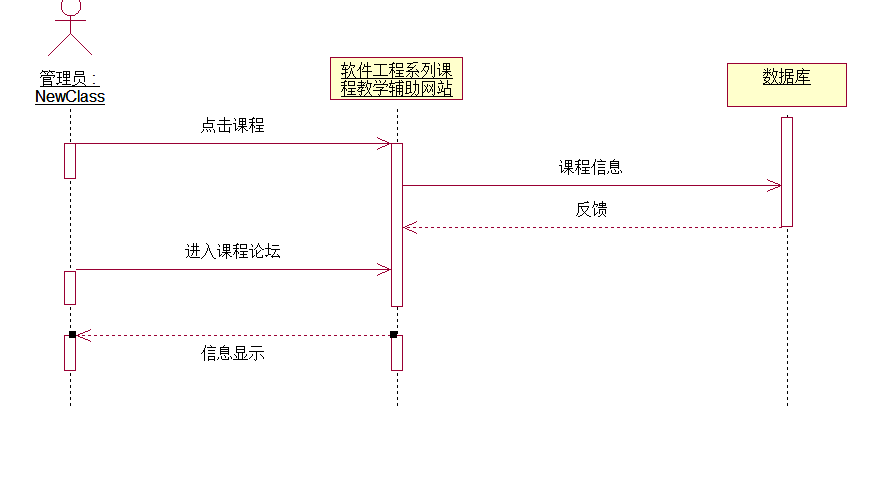 管理员：
NewClass
软件工程系列课
程教学辅助网站
数据库
点击课程
课程信息
反馈
进入课程论坛
信息显示